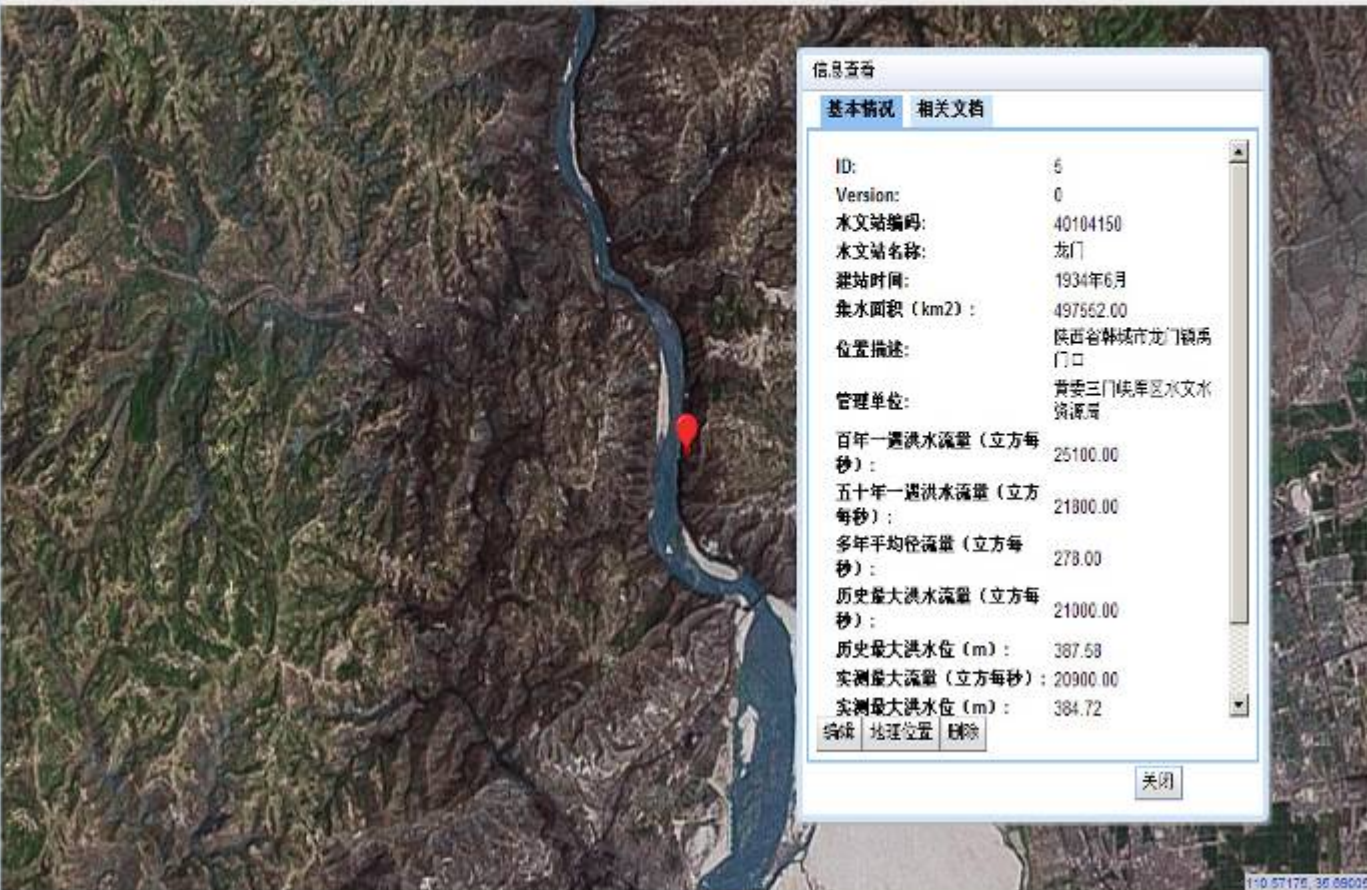 信息查看
基本情况 相关文档
ID: 5
Version: 0
水文站编码: 40104150
水文站名称: 龙门
建站时间: 1934年6月
集水面积（km2）: 497552.00
位置描述: 陕西省韩城市龙门镇禹
门口
管理单位: 黄委三门峡库区水文水
资源局
百年一遇洪水流量（立方每
秒）: 25100.00
五十年一遇洪水流量（立方
每秒）: 21800.00
多年平均径流量（立方每
秒）: 278.00
历史最大洪水流量（立方每
秒）: 21000.00
历史最大洪水位（m）: 387.58
实测最大流量（立方每秒）: 20900.00
实测最大洪水位（m）: 384.72
编辑 地理位置 删除
关闭